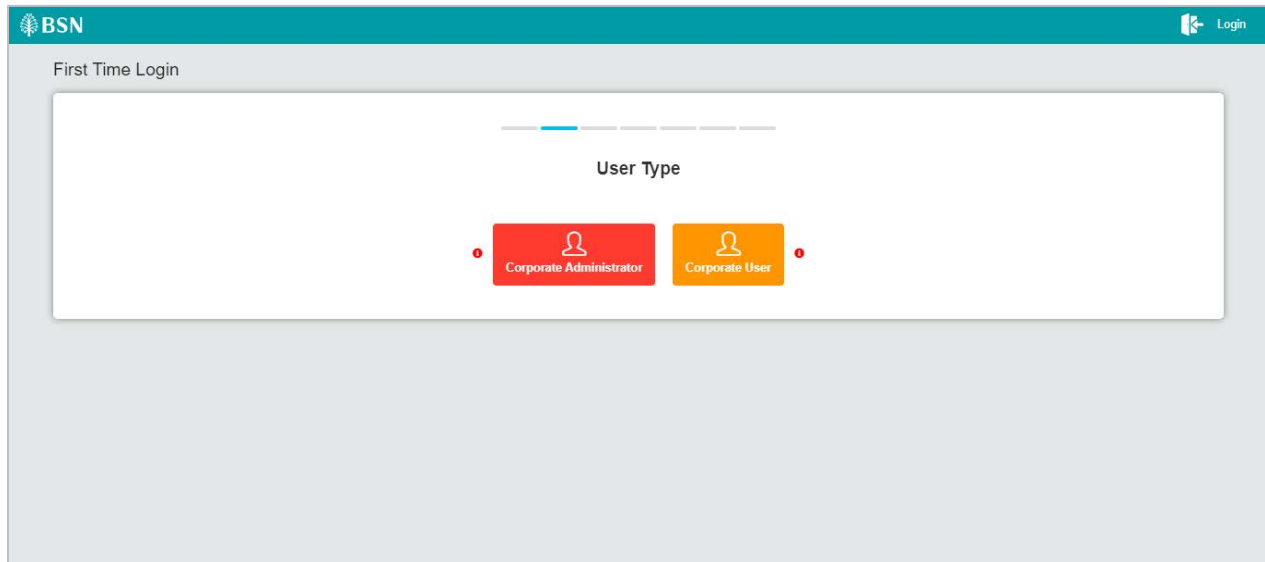 BSN
Login
First Time Login
User Type
Corporate Administrator
Corporate User